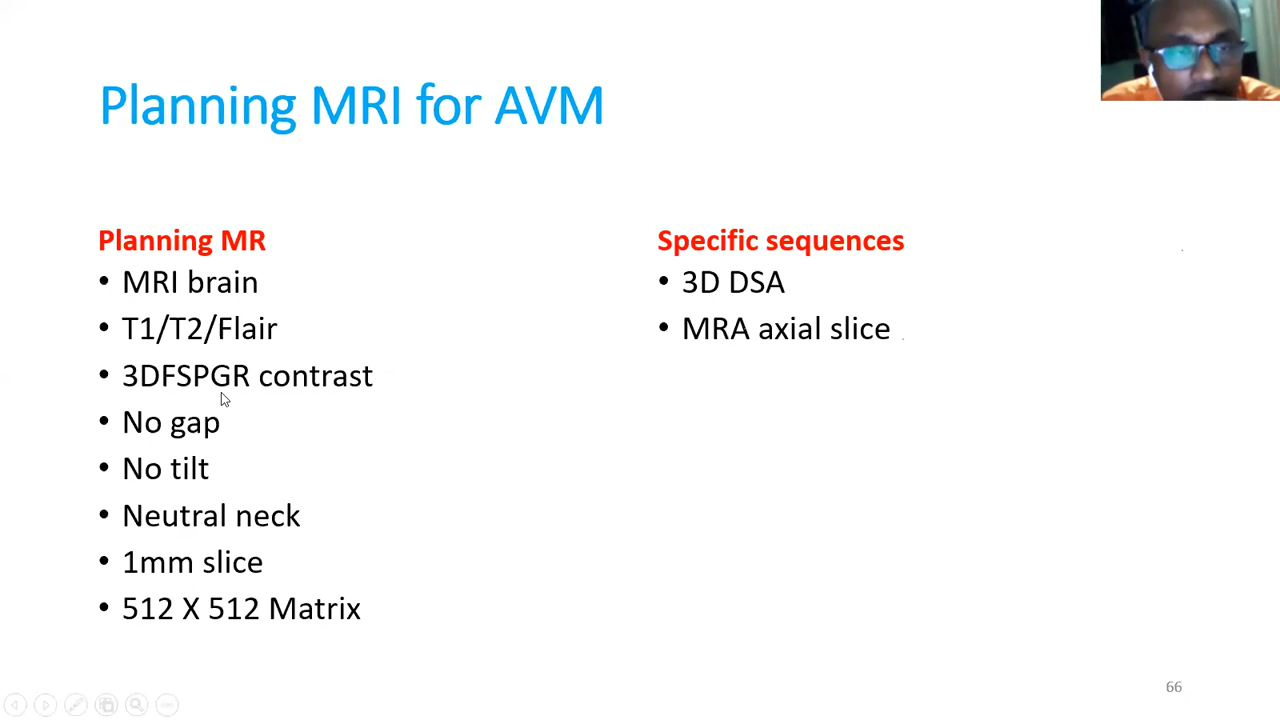 Planning MRI for AVM
Planning MR
• MRI brain
• T1/T2/Flair
• 3DFSPGR contrast
• No gap
• No tilt
• Neutral neck
• 1mm slice
• 512 X 512 Matrix
Specific sequences
• 3D DSA
• MRA axial slice
66